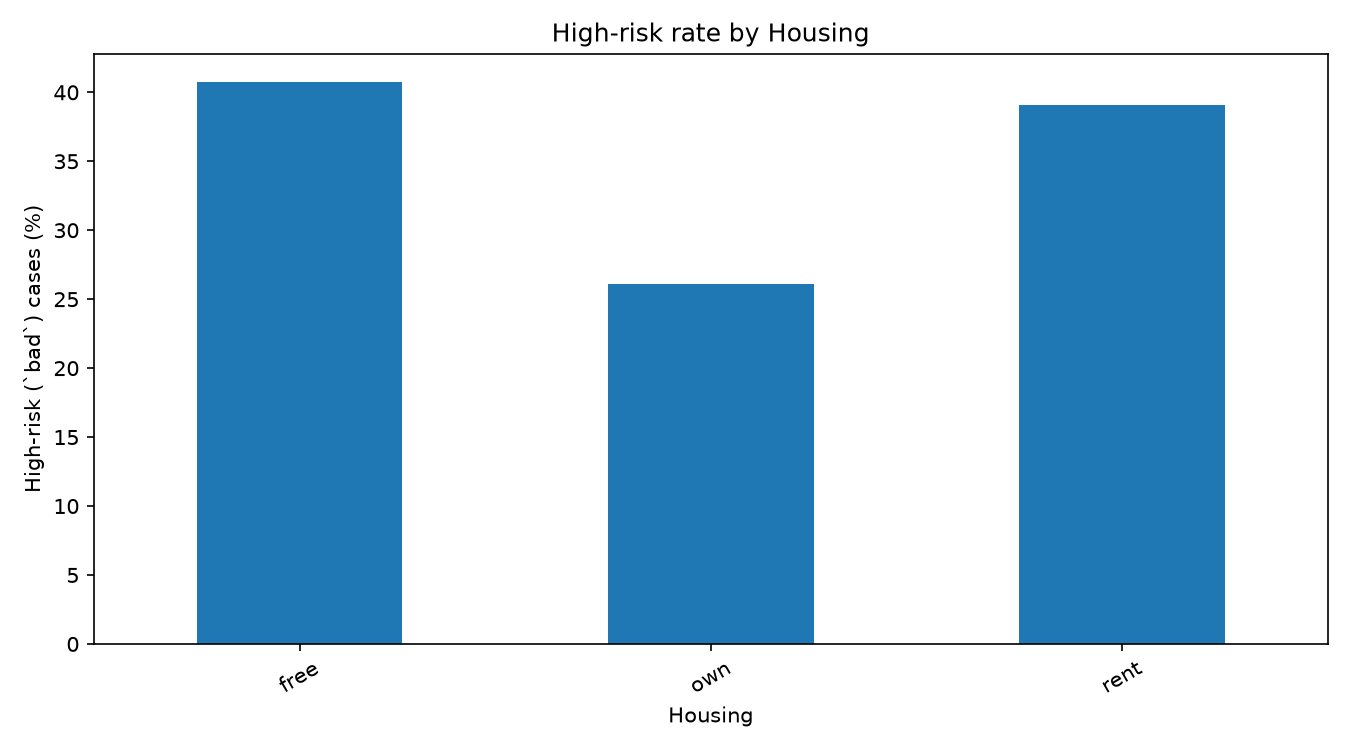 High-risk rate by Housing
High-risk (`bad`) cases (%)
40
35
30
25
20
15
10
5
0
free
own
rent
Housing